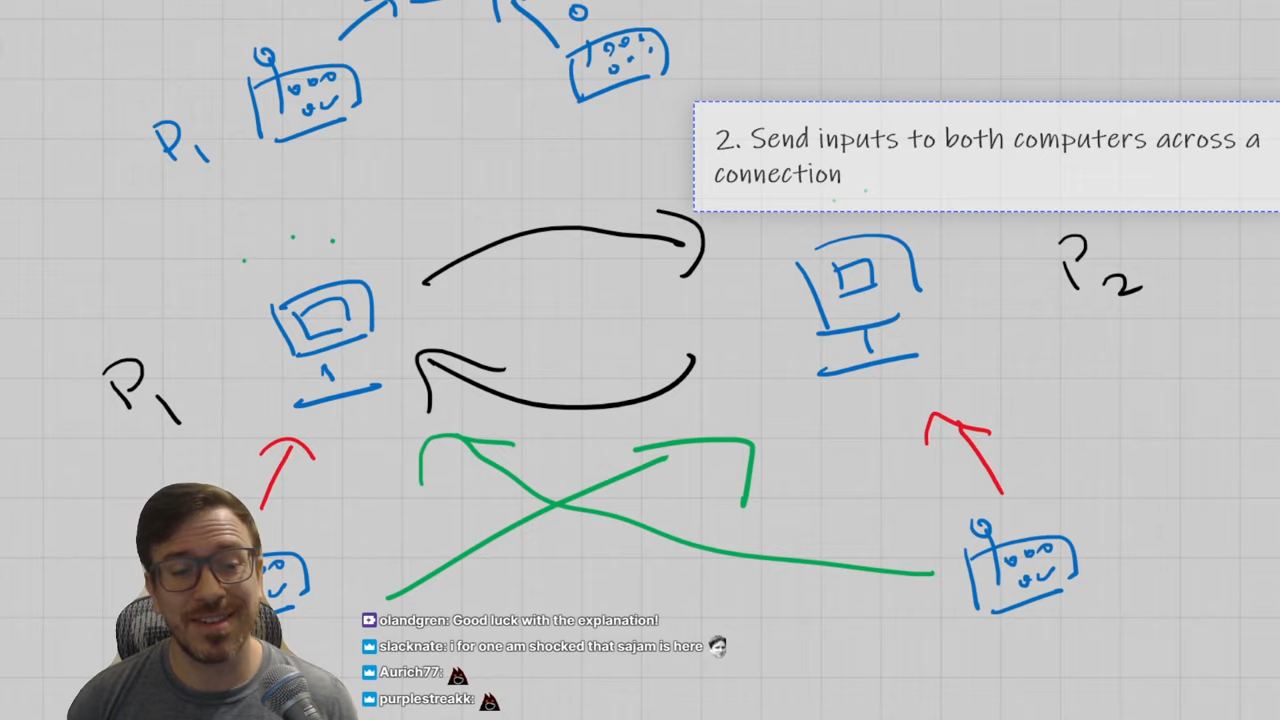 P1
2. Send inputs to both computers across a
connection
P2
P1
olandgren: Good luck with the explanation!
slacknate: i for one am shocked that sajam is here
Aurich77:
purplestreakk: